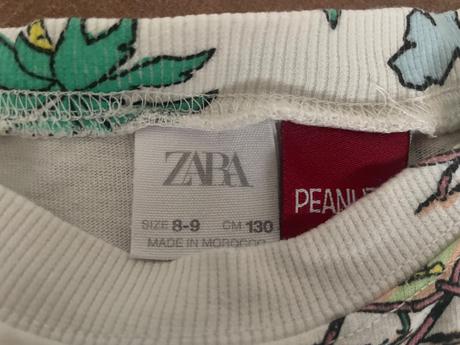 ZARA
SIZE 8-9 CM 130
MADE IN MOROCCO